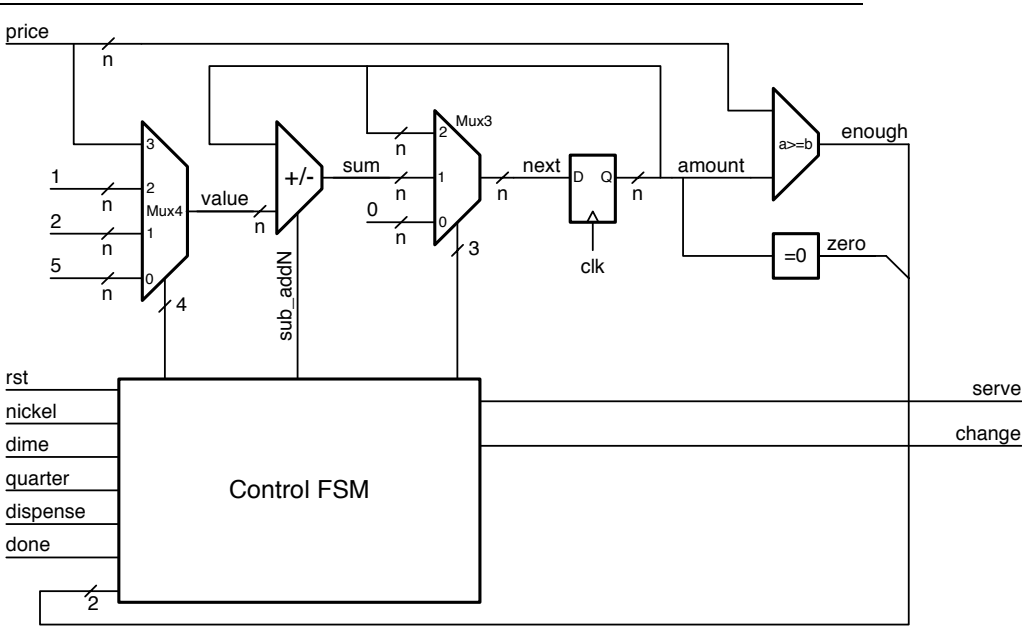 price
n
3
1
n
2
Mux4
2
n
1
5
n
0
4
value
n
+/-
sub_addN
sum
n
n
0
n
Mux3
2
1
0
3
next
n
D Q
clk
n
amount
a>=b
enough
=0
zero
rst
nickel
dime
quarter
dispense
done
2
Control FSM
serve
change